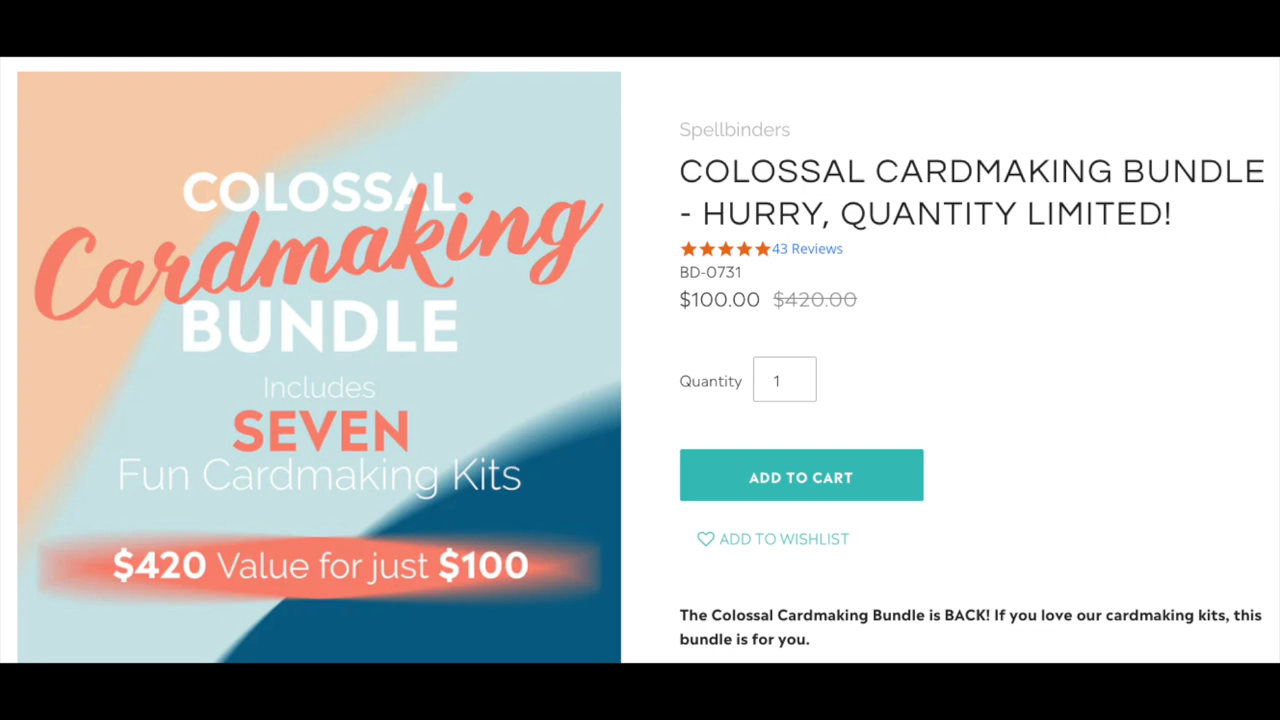 COLOSSAL
Cardmaking
BUNDLE
Includes
SEVEN
Fun Cardmaking Kits
$420 Value for just $100
Spellbinders
COLOSSAL CARDMAKING BUNDLE
- HURRY, QUANTITY LIMITED!
43 Reviews
BD-0731
$100.00 $420.00
Quantity 1
ADD TO CART
ADD TO WISHLIST
The Colossal Cardmaking Bundle is BACK! If you love our cardmaking kits, this
bundle is for you.